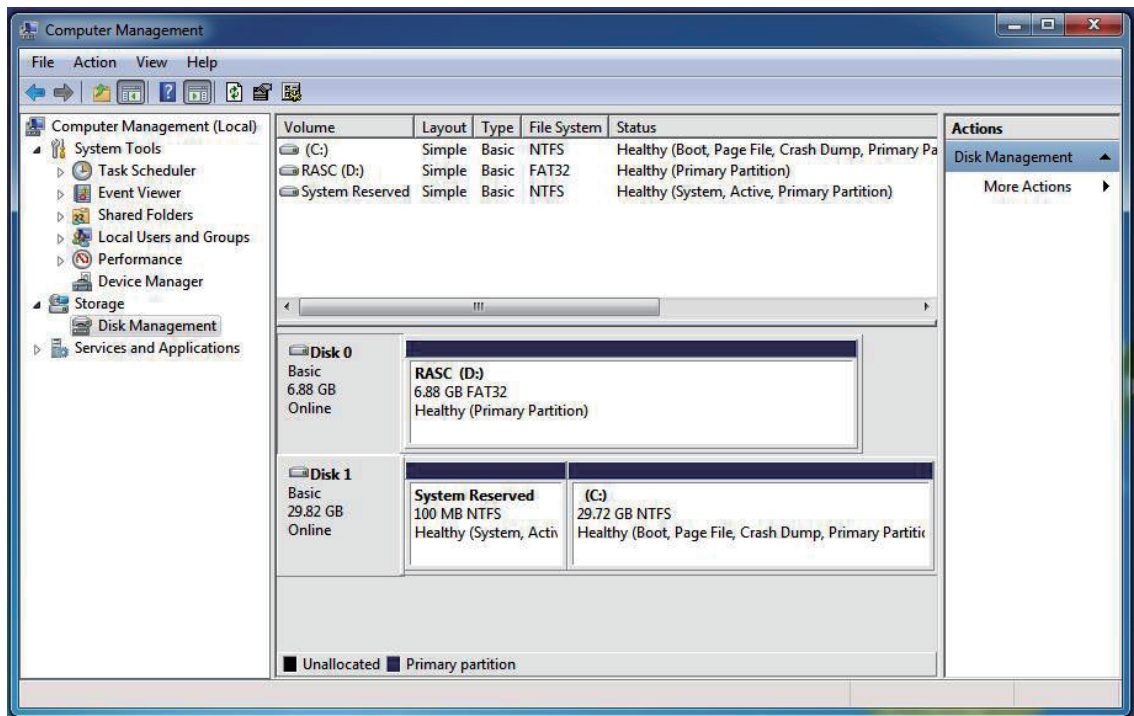 Computer Management
File Action View Help
Computer Management (Local)
System Tools
Task Scheduler
Event Viewer
Shared Folders
Local Users and Groups
Performance
Device Manager
Storage
Disk Management
Services and Applications
Volume Layout Type File System Status
(C:) Simple Basic NTFS Healthy (Boot, Page File, Crash Dump, Primary Pa
RASC (D:) Simple Basic FAT32 Healthy (Primary Partition)
System Reserved Simple Basic NTFS Healthy (System, Active, Primary Partition)
Disk 0
Basic
6.88 GB
Online
RASC (D:)
6.88 GB FAT32
Healthy (Primary Partition)
Disk 1
Basic
29.82 GB
Online
System Reserved
100 MB NTFS
Healthy (System, Activ
(C:)
29.72 GB NTFS
Healthy (Boot, Page File, Crash Dump, Primary Partitic
Unallocated Primary partition
Actions
Disk Management
More Actions